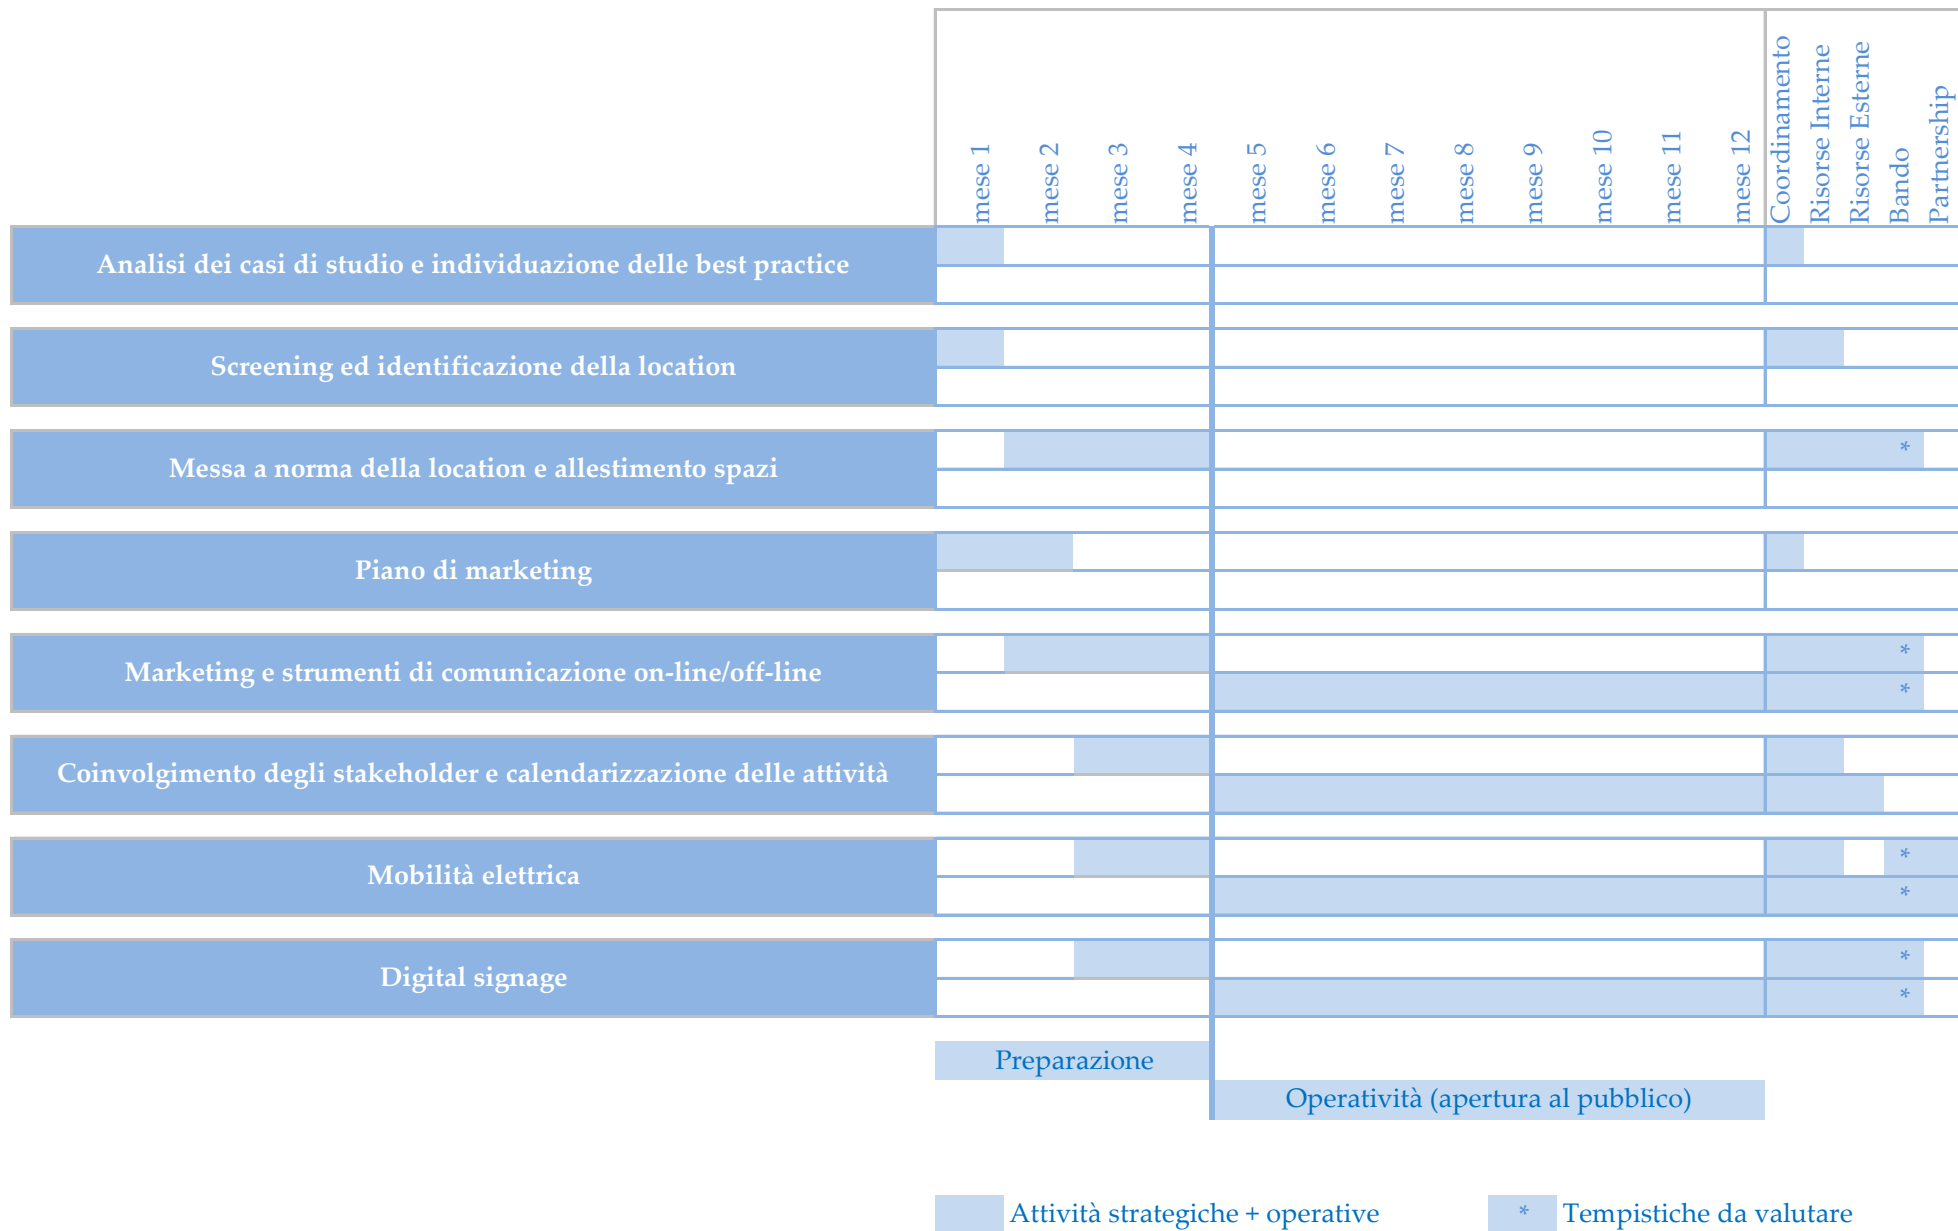 mese 1
mese 2
mese 3
mese 4
mese 5
mese 6
mese 7
mese 8
mese 9
mese 10
mese 11
mese 12
Coordinamento
Risorse Interne
Risorse Esterne
Bando
Partnership
Analisi dei casi di studio e individuazione delle best practice
Screening ed identificazione della location
Messa a norma della location e allestimento spazi
*
Piano di marketing
Marketing e strumenti di comunicazione on-line/off-line
*
*
Coinvolgimento degli stakeholder e calendarizzazione delle attività
Mobilità elettrica
*
*
Digital signage
*
*
Preparazione
Operatività (apertura al pubblico)
Attività strategiche + operative
* Tempistiche da valutare